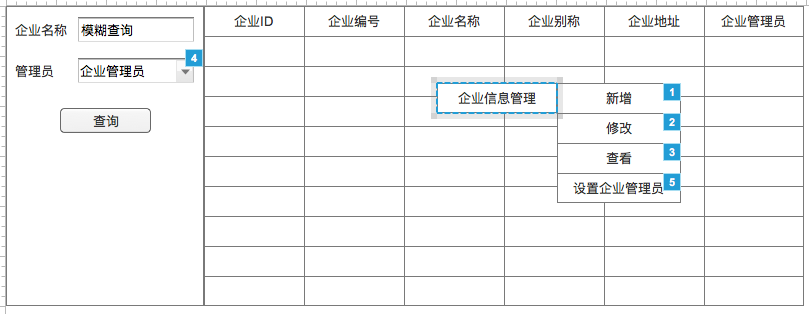 企业名称 模糊查询
管理员 企业管理员 4
查询
企业ID 企业编号 企业名称 企业别称 企业地址 企业管理员
企业信息管理 新增 1
修改 2
查看 3
设置企业管理员 5